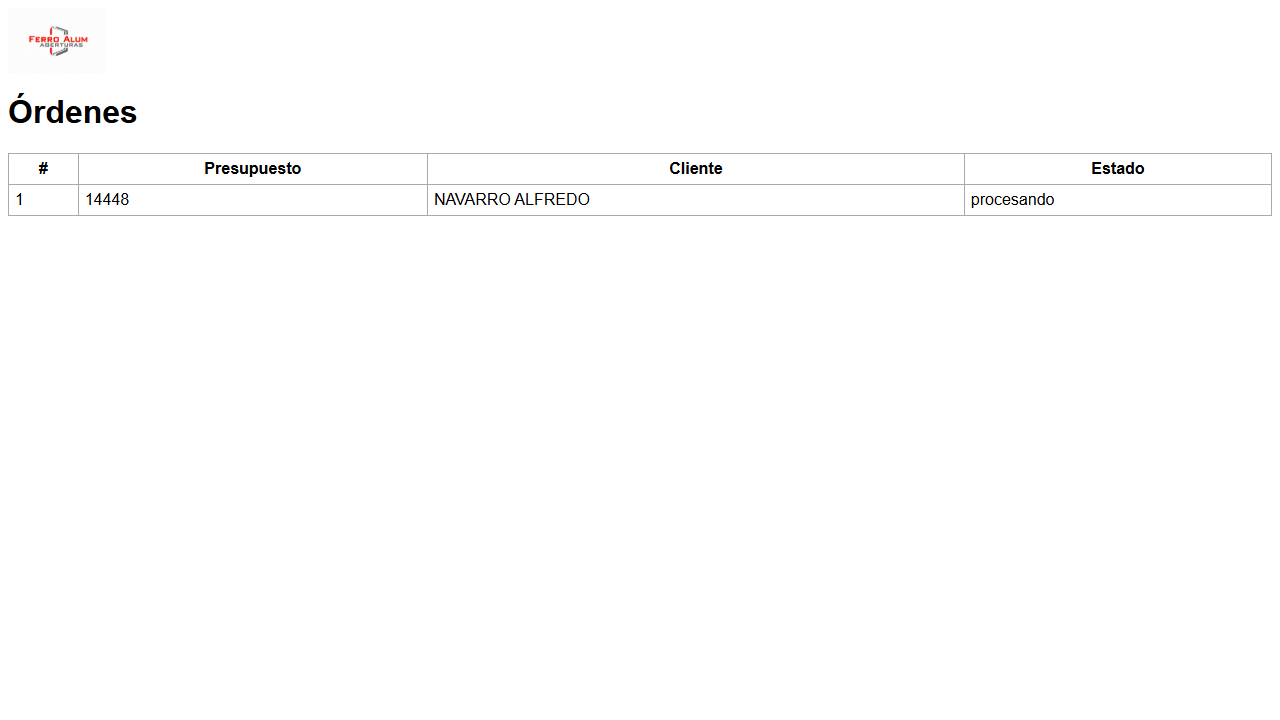 FERRO ALUM
ABERTURAS
Órdenes
# Presupuesto Cliente Estado
1 14448 NAVARRO ALFREDO procesando